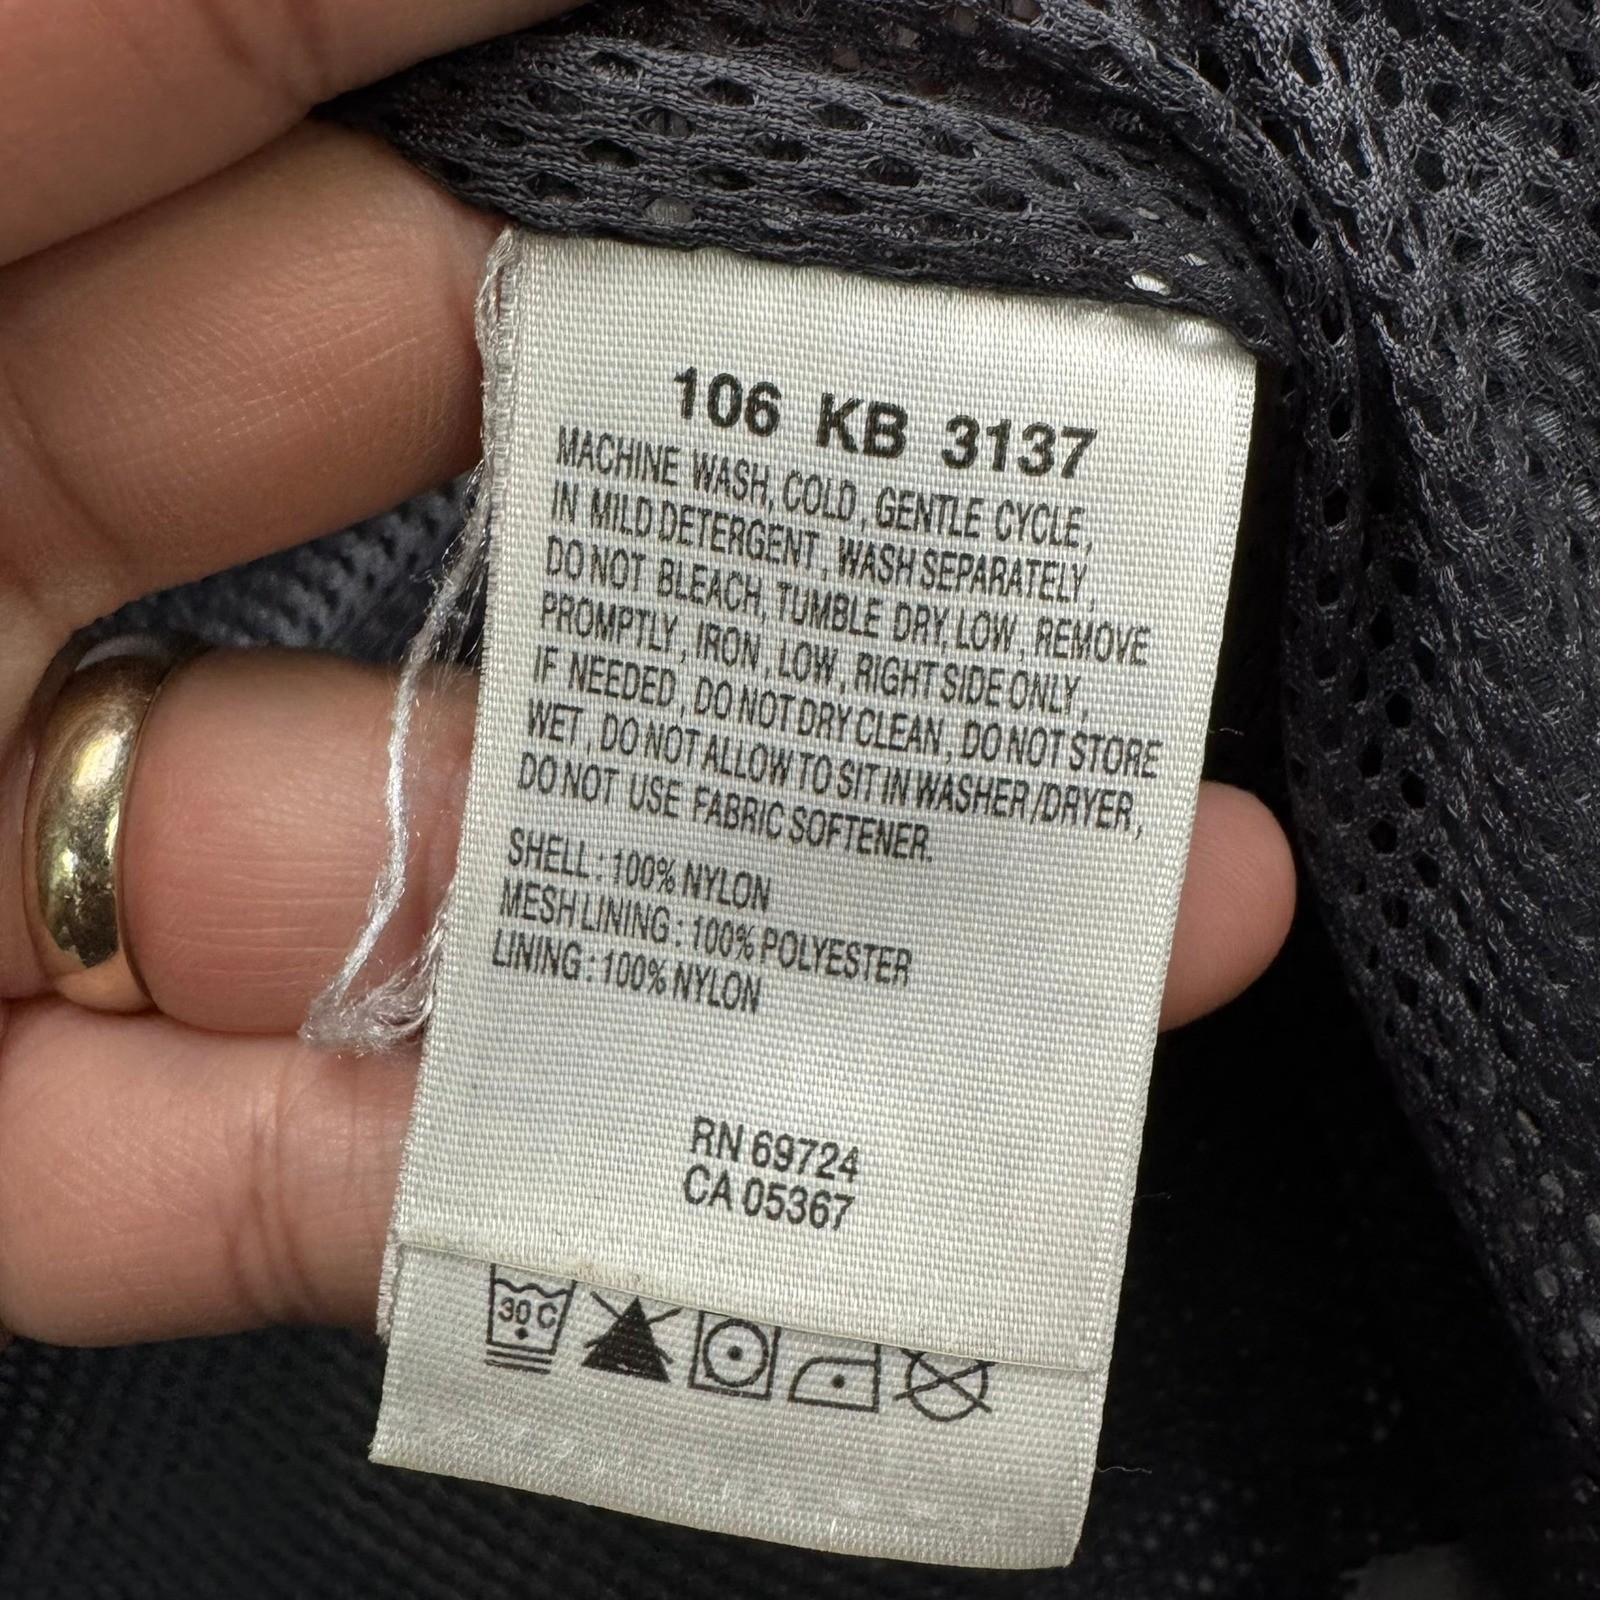 106 KB 3137
MACHINE WASH, COLD, GENTLE CYCLE,
IN MILD DETERGENT, WASH SEPARATELY,
DO NOT BLEACH, TUMBLE DRY, LOW, REMOVE
PROMPTLY, IRON, LOW, RIGHT SIDE ONLY,
IF NEEDED, DO NOT DRY CLEAN, DO NOT STORE
WET, DO NOT ALLOW TO SIT IN WASHER/DRYER,
DO NOT USE FABRIC SOFTENER.
SHELL: 100% NYLON
MESH LINING: 100% POLYESTER
LINING: 100% NYLON
RN 69724
CA 05367
30 C